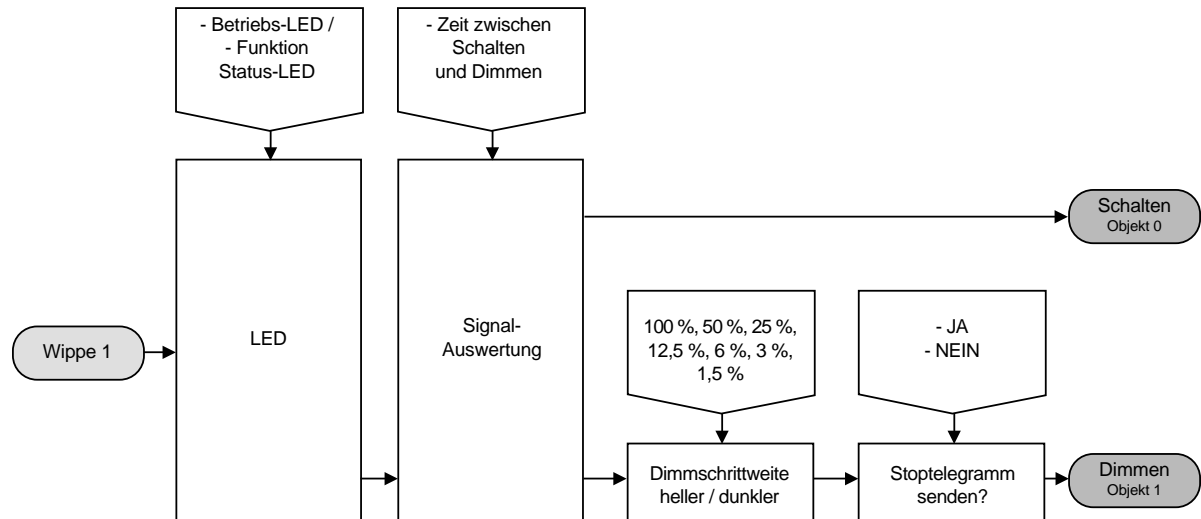 - Betriebs-LED /
- Funktion
Status-LED
- Zeit zwischen
Schalten
und Dimmen
Schalten
Objekt 0
Wippe 1
LED
Signal-
Auswertung
100 %, 50 %, 25 %,
12,5 %, 6 %, 3 %,
1,5 %
- JA
- NEIN
Dimmschrittweite
heller / dunkler
Stoptelegramm
senden?
Dimmen
Objekt 1